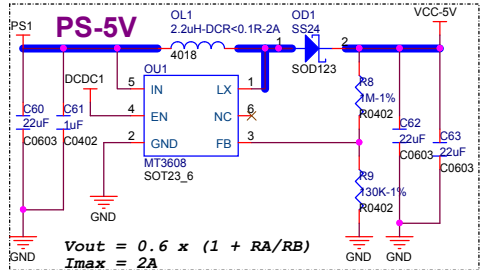 PS1
PS-5V
OL1
2.2uH-DCR<0.1R-2A
4018
OD1
SS24
SOD123
VCC-5V
1
2
DCDC1
OU1
5 IN LX 1
4 EN NC 6
2 GND FB 3
MT3608
SOT23_6
C60
22uF
C0603
C61
1uF
C0402
R8
1M-1%
R0402
R9
130K-1%
R0402
C62
22uF
C0603
C63
22uF
C0603
GND
GND
GND
GND
Vout = 0.6 x (1 + RA/RB)
Imax = 2A